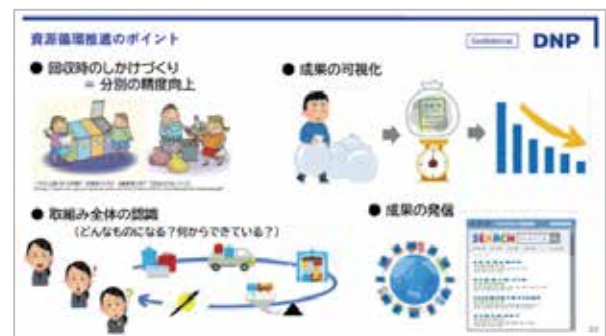 資源循環推進のポイント
Confidential
DNP
● 回収時のしかけづくり
= 分別の精度向上
● 成果の可視化
● 取組み全体の認識
(どんなものになる?何からできている?)
● 成果の発信
SEARCH